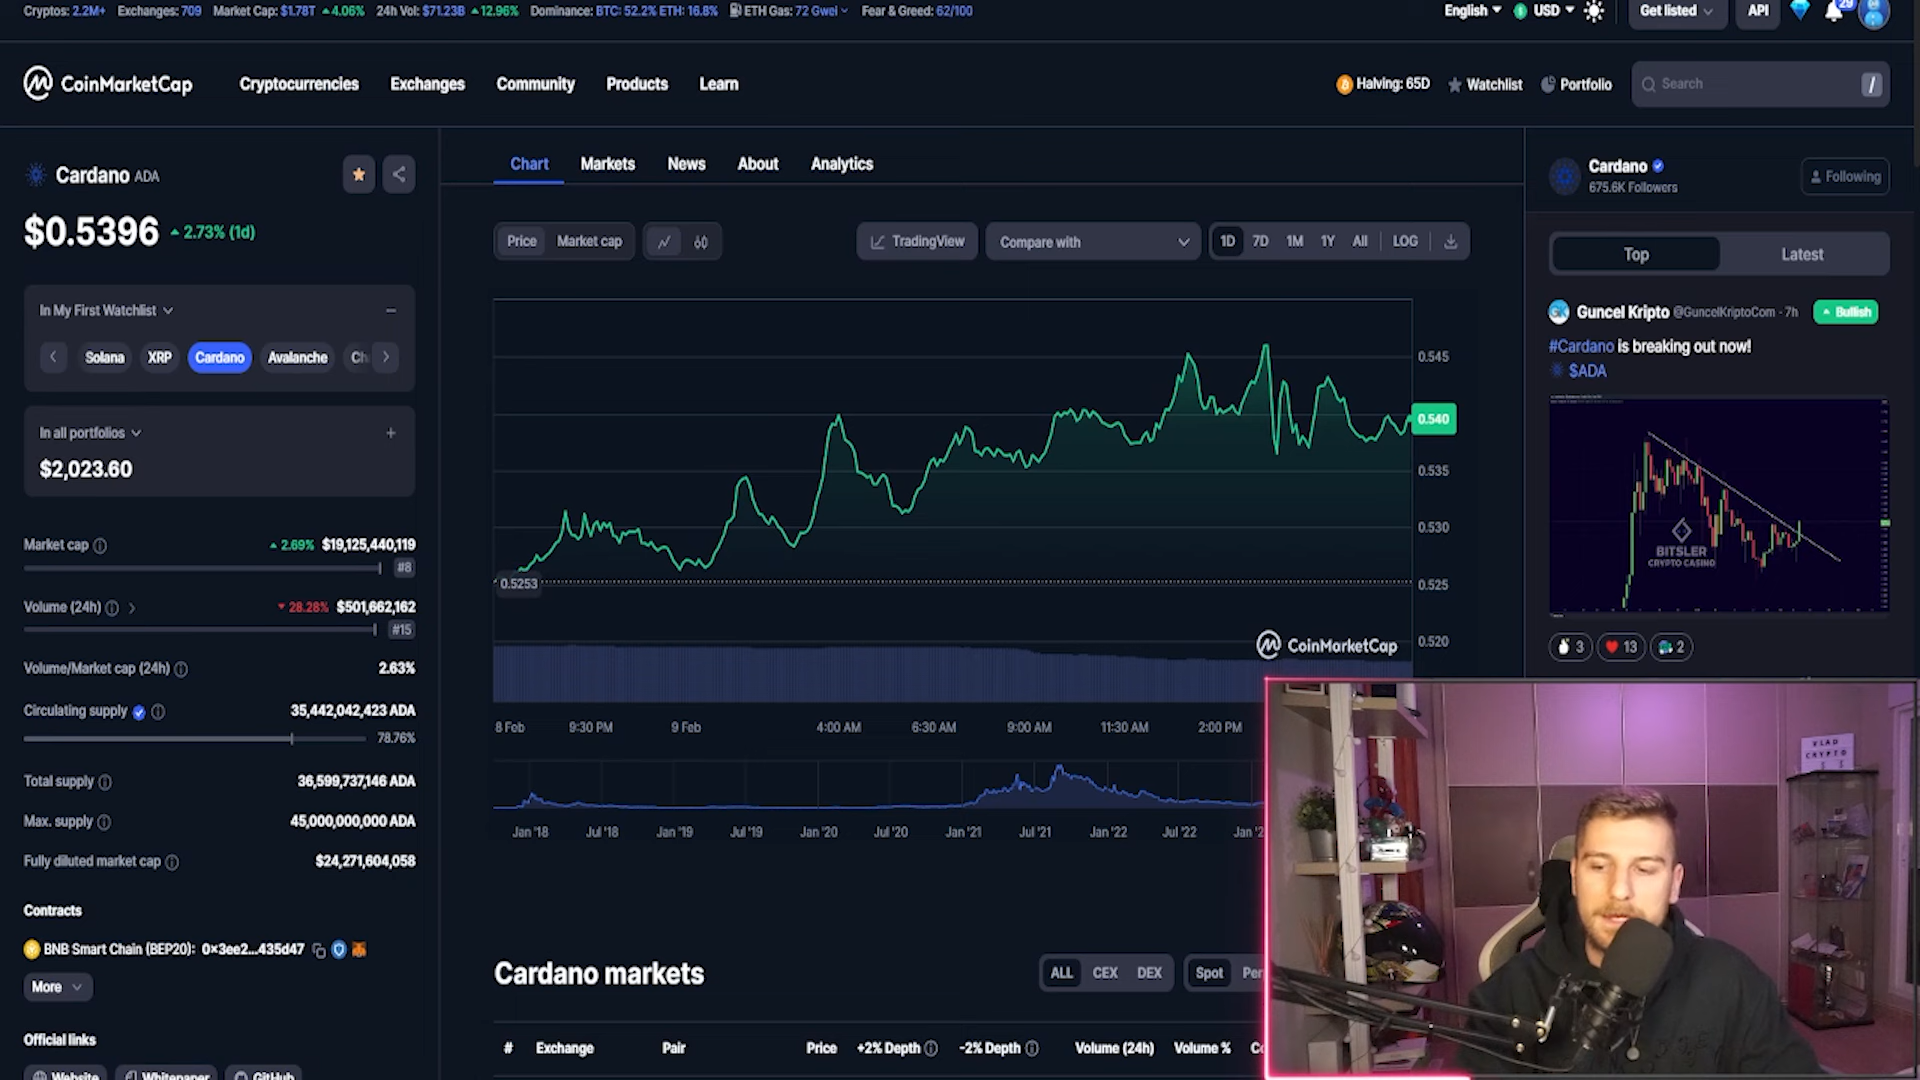 Cryptos: 2.2M+ Exchanges: 709 Market Cap: $1.78T 4.06% 24h Vol: $71.23B 12.96% Dominance: BTC: 52.2% ETH: 16.8% ETH Gas: 72 Gwei Fear & Greed: 62/100
English USD Get listed API 29
CoinMarketCap Cryptocurrencies Exchanges Community Products Learn
Halving: 65D Watchlist Portfolio Search /
Cardano ADA
$0.5396 2.73% (1d)
In My First Watchlist
Solana XRP Cardano Avalanche Ch
In all portfolios +
$2,023.60
Market cap 2.69% $19,125,440,119
#8
Volume (24h) 28.28% $501,662,162
#15
Volume/Market cap (24h) 2.63%
Circulating supply 35,442,042,423 ADA
78.76%
Total supply 36,599,737,146 ADA
Max. supply 45,000,000,000 ADA
Fully diluted market cap $24,271,604,058
Contracts
BNB Smart Chain (BEP20): 0x3ee2...435d47
More
Official links
Website Whitepaper GitHub
Chart Markets News About Analytics
Price Market cap TradingView Compare with 1D 7D 1M 1Y All LOG
0.545
0.540
0.535
0.530
0.525
0.5253
0.520
CoinMarketCap
8 Feb 9:30 PM 9 Feb 4:00 AM 6:30 AM 9:00 AM 11:30 AM 2:00 PM
Jan '18 Jul '18 Jan '19 Jul '19 Jan '20 Jul '20 Jan '21 Jul '21 Jan '22 Jul '22 Jan '2
Cardano markets ALL CEX DEX Spot Per
# Exchange Pair Price +2% Depth -2% Depth Volume (24h) Volume %
Cardano
675.6K Followers
Following
Top Latest
Guncel Kripto @GuncelKriptoCom · 7h Bullish
#Cardano is breaking out now!
$ADA
BITSLER
CRYPTO CASINO
3 13 2
VLAD
CRYPTO